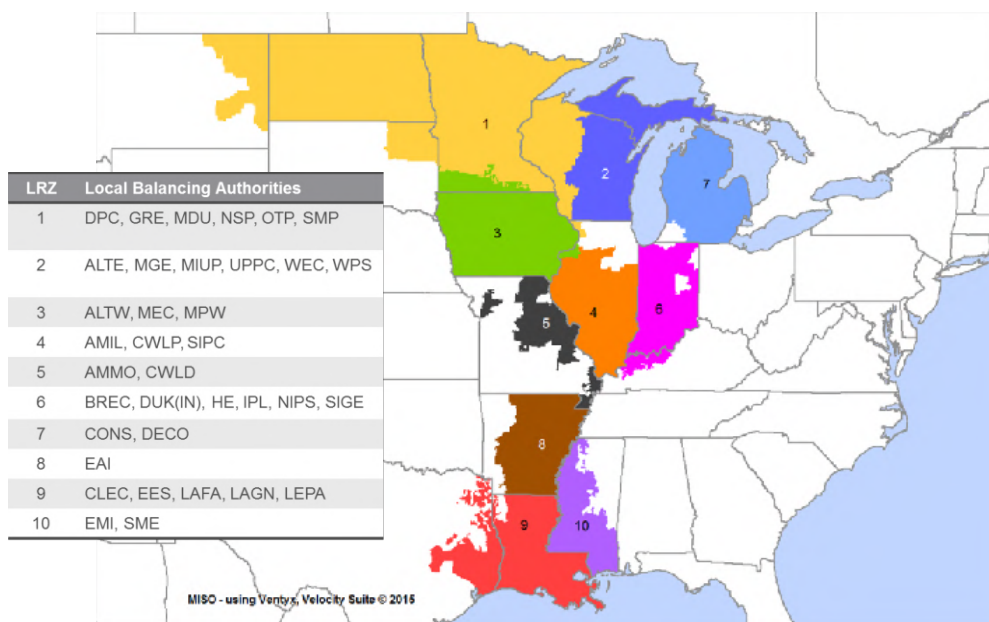 LRZ Local Balancing Authorities
1 DPC, GRE, MDU, NSP, OTP, SMP
2 ALTE, MGE, MIUP, UPPC, WEC, WPS
3 ALTW, MEC, MPW
4 AMIL, CWLP, SIPC
5 AMMO, CWLD
6 BREC, DUK(IN), HE, IPL, NIPS, SIGE
7 CONS, DECO
8 EAI
9 CLEC, EES, LAFA, LAGN, LEPA
10 EMI, SME
1
2
7
3
4
5
6
8
9
10
MISO - using Ventyx, Velocity Suite © 2015